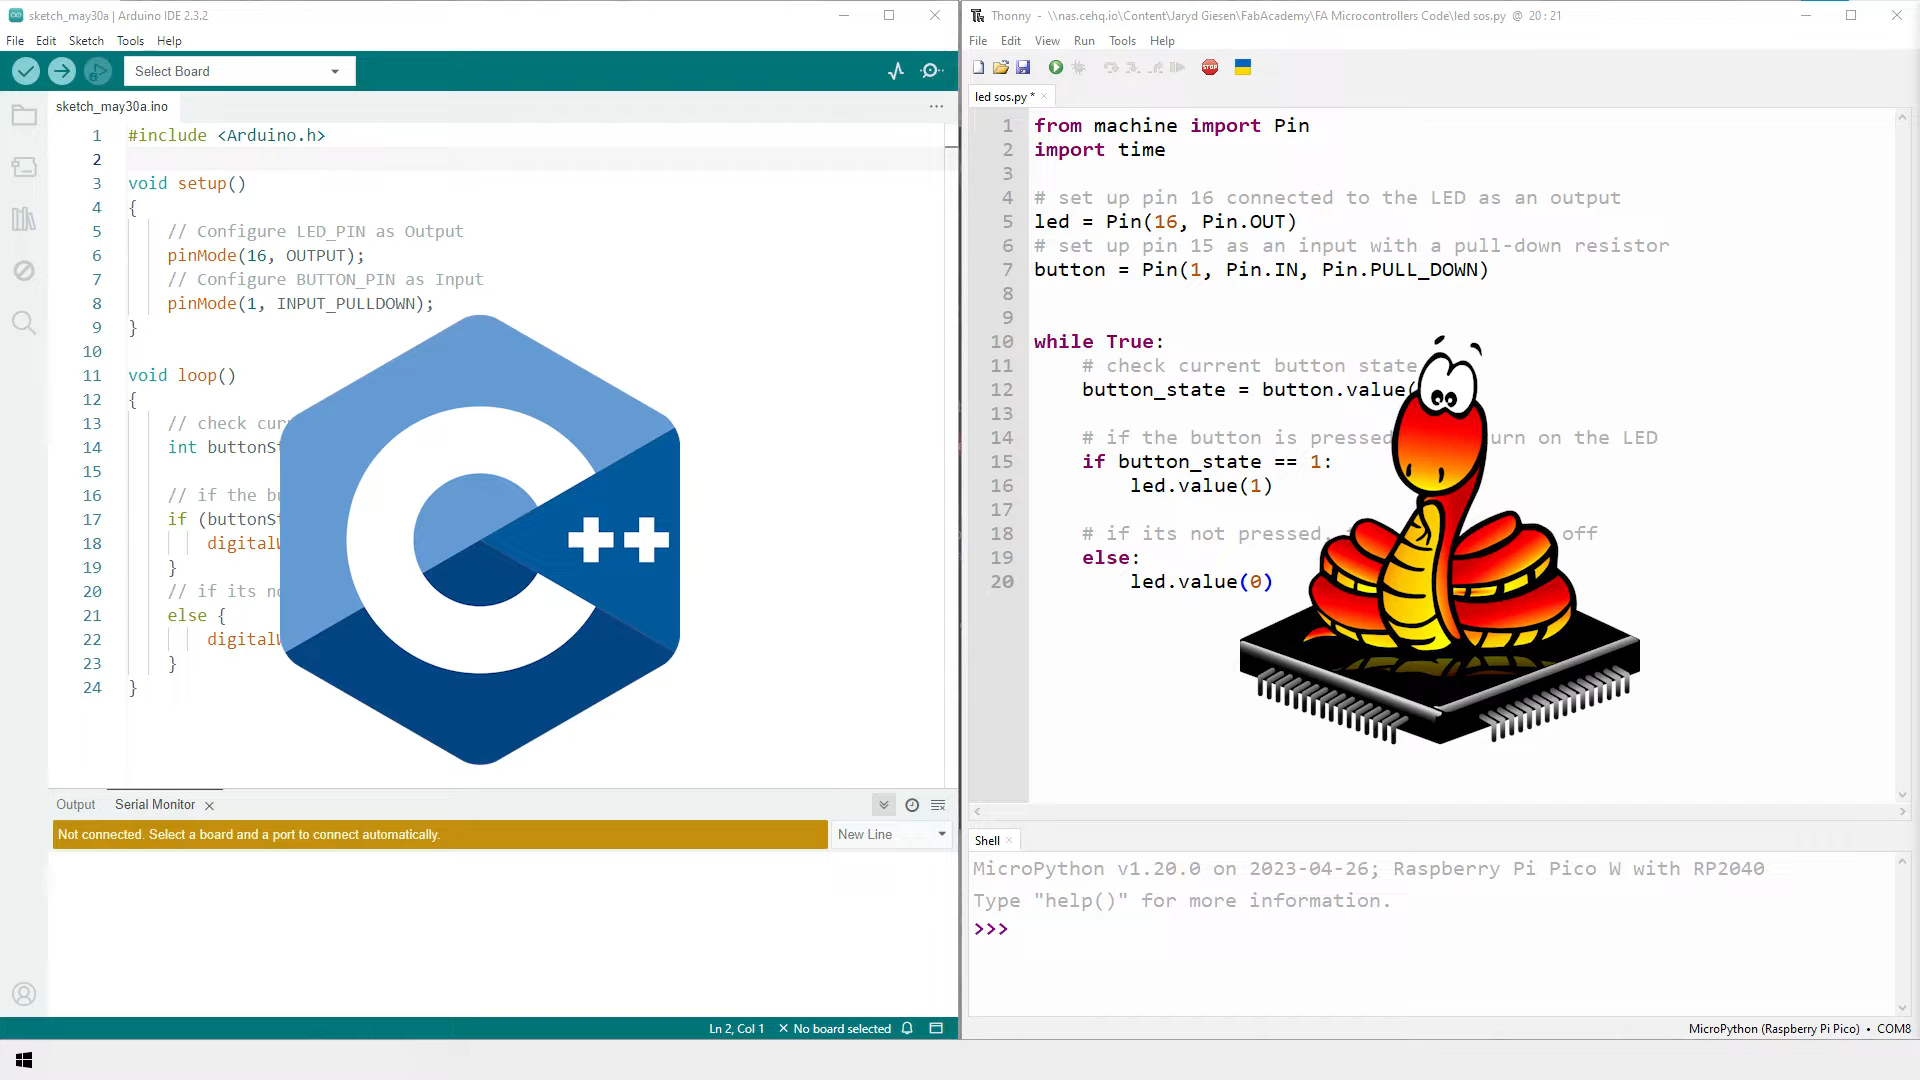 sketch_may30a | Arduino IDE 2.3.2
File Edit Sketch Tools Help
Select Board
sketch_may30a.ino
1 #include <Arduino.h>
2
3 void setup()
4 {
5 // Configure LED_PIN as Output
6 pinMode(16, OUTPUT);
7 // Configure BUTTON_PIN as Input
8 pinMode(1, INPUT_PULLDOWN);
9 }
10
11 void loop()
12 {
13 // check
14 int
15
16 // if the
17 if
18
19 }
20 // if its
21 else {
22
23 }
24 }
C++
Output Serial Monitor
Not connected. Select a board and a port to connect automatically.
New Line
Ln 2, Col 1 No board selected
Thonny - \\nas.cehq.io\Content\Jaryd Giesen\FabAcademy\FA Microcontrollers Code\led sos.py @ 20 : 21
File Edit View Run Tools Help
STOP
led sos.py *
1 from machine import Pin
2 import time
3
4 # set up pin 16 connected to the LED as an output
5 led = Pin(16, Pin.OUT)
6 # set up pin 15 as an input with a pull-down resistor
7 button = Pin(1, Pin.IN, Pin.PULL_DOWN)
8
9
10 while True:
11 # check current button state
12 button_state = button.value(
13
14 # if the button is pressed on the LED
15 if button_state == 1:
16 led.value(1)
17
18 # if its not pressed, off
19 else:
20 led.value(0)
Shell
MicroPython v1.20.0 on 2023-04-26; Raspberry Pi Pico W with RP2040
Type "help()" for more information.
>>>
MicroPython (Raspberry Pi Pico) • COM8